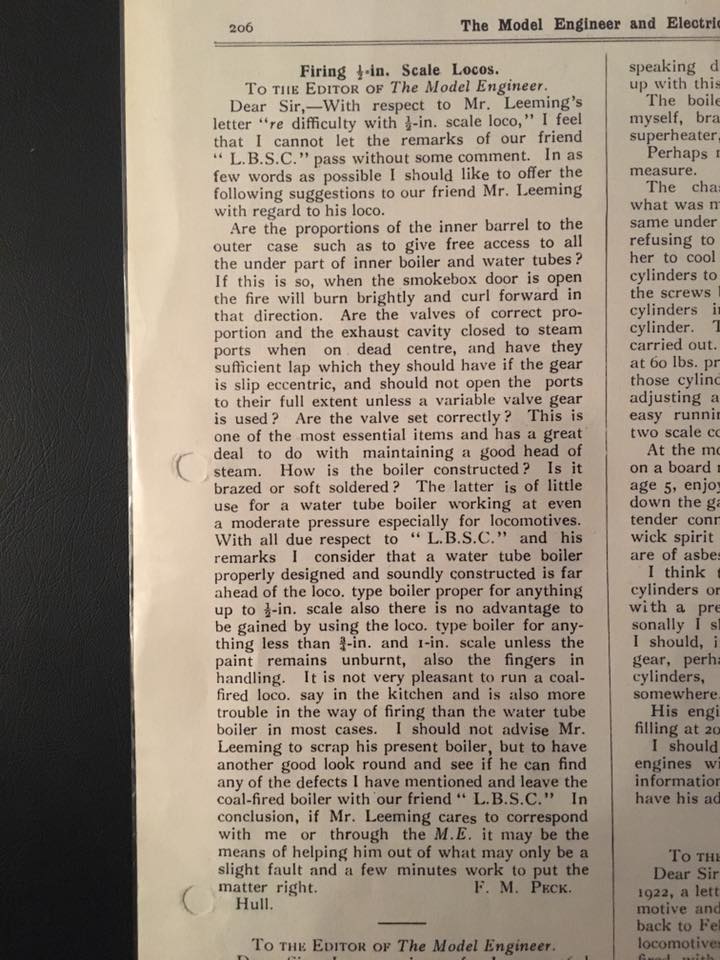 206
The Model Engineer and
Firing ½-in. Scale Locos.
To the Editor of The Model Engineer.
Dear Sir,—With respect to Mr. Leeming's
letter "re difficulty with ½-in. scale loco," I feel
that I cannot let the remarks of our friend
" L.B.S.C." pass without some comment. In as
few words as possible I should like to offer the
following suggestions to our friend Mr. Leeming
with regard to his loco.
Are the proportions of the inner barrel to the
outer case such as to give free access to all
the under part of inner boiler and water tubes ?
If this is so, when the smokebox door is open
the fire will burn brightly and curl forward in
that direction. Are the valves of correct pro-
portion and the exhaust cavity closed to steam
ports when on dead centre, and have they
sufficient lap which they should have if the gear
is slip eccentric, and should not open the ports
to their full extent unless a variable valve gear
is used ? Are the valve set correctly ? This is
one of the most essential items and has a great
deal to do with maintaining a good head of
steam. How is the boiler constructed ? Is it
brazed or soft soldered ? The latter is of little
use for a water tube boiler working at even
a moderate pressure especially for locomotives.
With all due respect to " L.B.S.C." and his
remarks I consider that a water tube boiler
properly designed and soundly constructed is far
ahead of the loco. type boiler proper for anything
up to ½-in. scale also there is no advantage to
be gained by using the loco. type boiler for any-
thing less than ¾-in. and 1-in. scale unless the
paint remains unburnt, also the fingers in
handling. It is not very pleasant to run a coal-
fired loco. say in the kitchen and is also more
trouble in the way of firing than the water tube
boiler in most cases. I should not advise Mr.
Leeming to scrap his present boiler, but to have
another good look round and see if he can find
any of the defects I have mentioned and leave the
coal-fired boiler with our friend " L.B.S.C." In
conclusion, if Mr. Leeming cares to correspond
with me or through the M.E. it may be the
means of helping him out of what may only be a
slight fault and a few minutes work to put the
matter right. F. M. Peck.
Hull.
To the Editor of The Model Engineer.
speaking
up with this
The
myself,
superheater,
Perhaps
measure.
The
what was
same under
refusing to
her to cool
cylinders to
the screws
cylinders
cylinder.
carried out.
at 60 lbs.
those
adjusting
easy
two scale
At the
on a board
age 5,
down the
tender
wick spirit
are of
I think
cylinders or
with a
sonally I
I should,
gear,
cylinders,
somewhere.
His
filling at
I should
engines
information
have his
To
Dear Sir
1922, a
motive and
back to